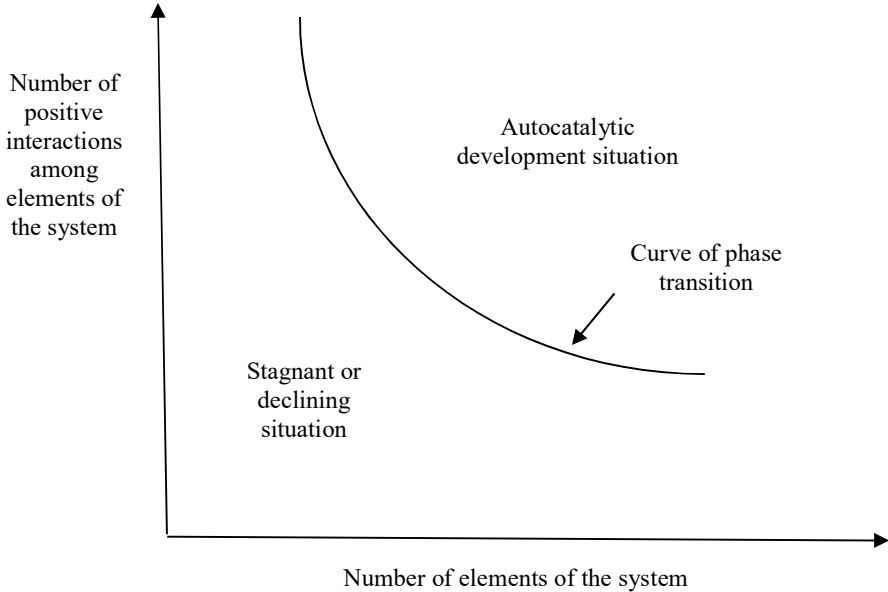 Number of
positive
interactions
among
elements of
the system
Autocatalytic
development situation
Curve of phase
transition
Stagnant or
declining
situation
Number of elements of the system